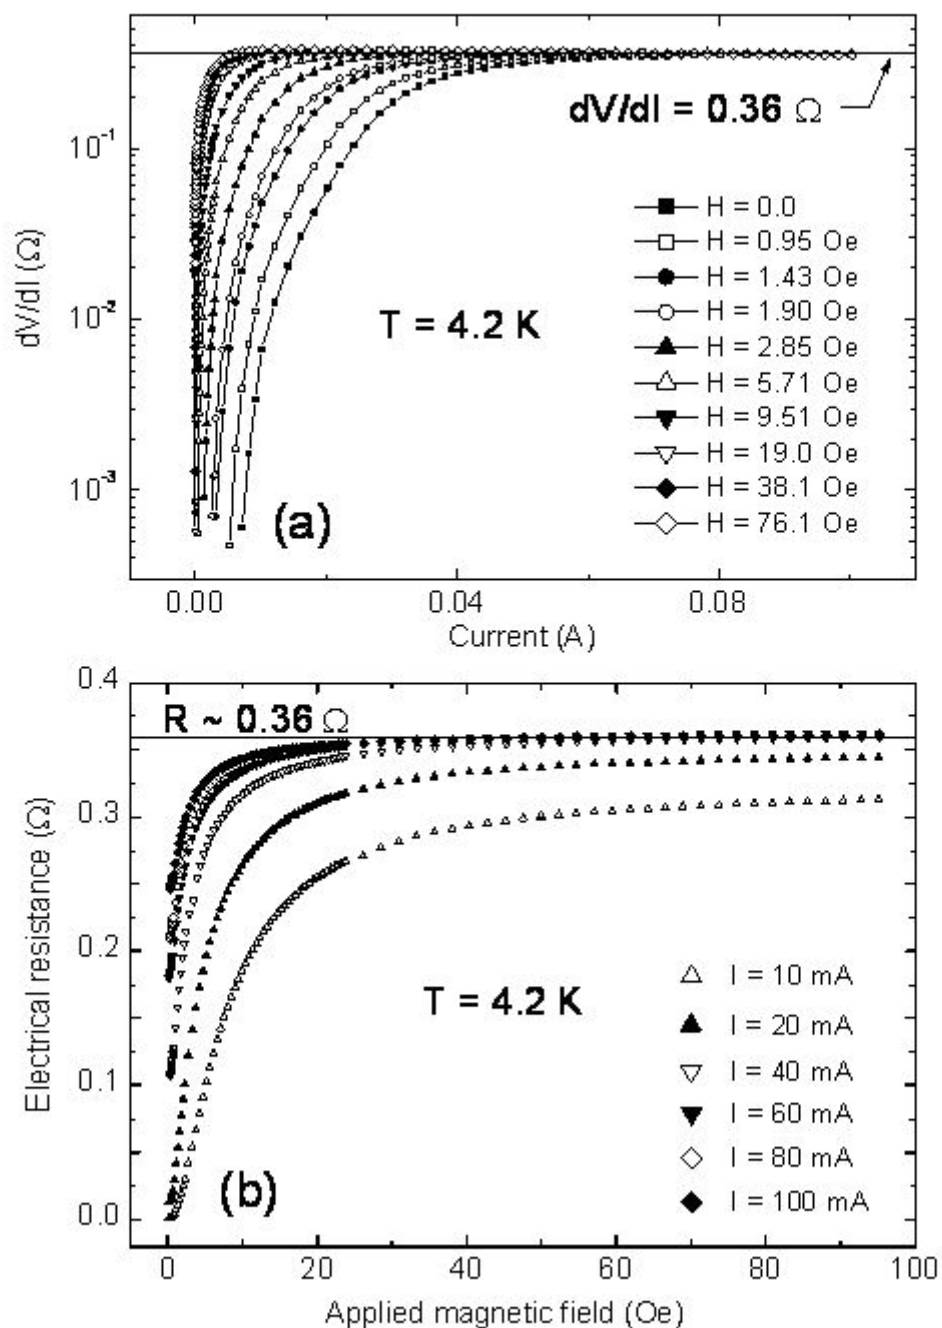 dV/dI = 0.36 Ω
10⁻¹
10⁻²
10⁻³
dV/dI (Ω)
H = 0.0
H = 0.95 Oe
H = 1.43 Oe
H = 1.90 Oe
H = 2.85 Oe
H = 5.71 Oe
H = 9.51 Oe
H = 19.0 Oe
H = 38.1 Oe
H = 76.1 Oe
T = 4.2 K
(a)
0.00 0.04 0.08
Current (A)
0.4
0.3
0.2
0.1
0.0
Electrical resistance (Ω)
R ~ 0.36 Ω
T = 4.2 K
I = 10 mA
I = 20 mA
I = 40 mA
I = 60 mA
I = 80 mA
I = 100 mA
(b)
0 20 40 60 80 100
Applied magnetic field (Oe)